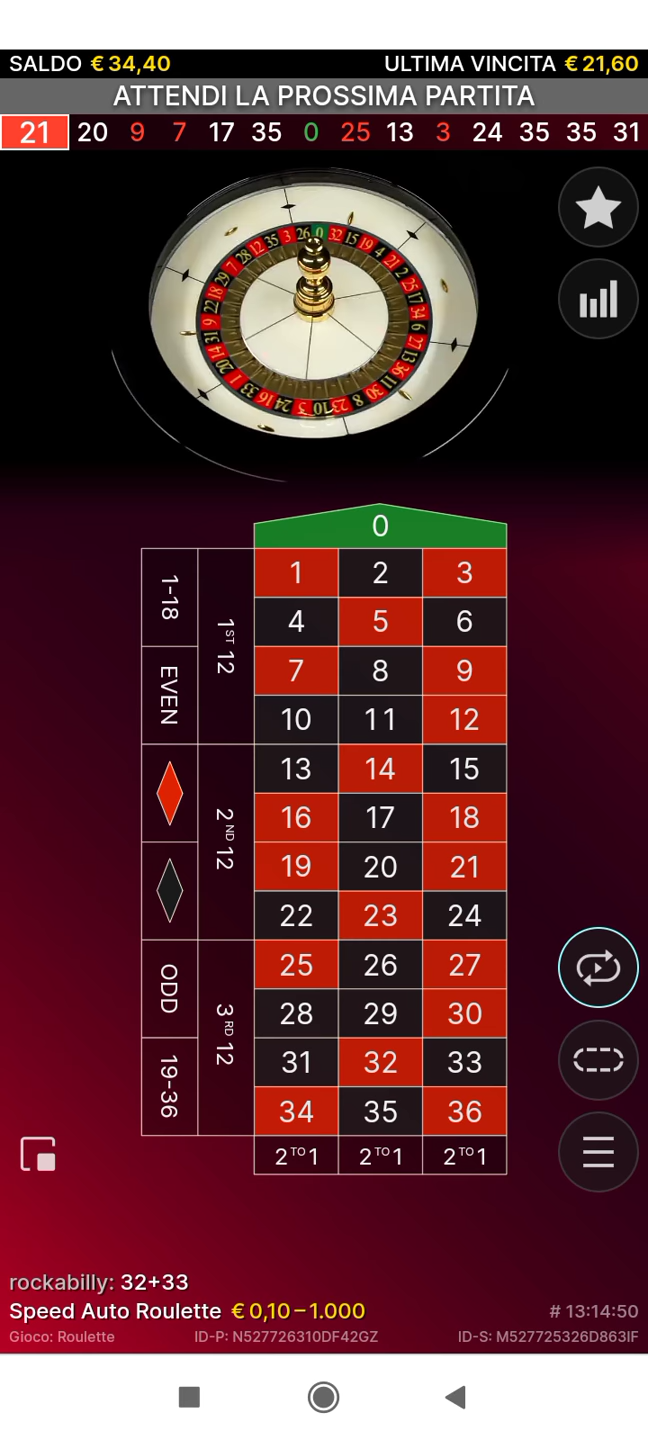 SALDO € 34,40 ULTIMA VINCITA € 21,60
ATTENDI LA PROSSIMA PARTITA
21 20 9 7 17 35 0 25 13 3 24 35 35 31
0
1-18
EVEN
ODD
19-36
1ST 12
2ND 12
3RD 12
1 2 3
4 5 6
7 8 9
10 11 12
13 14 15
16 17 18
19 20 21
22 23 24
25 26 27
28 29 30
31 32 33
34 35 36
2TO1 2TO1 2TO1
rockabilly: 32+33
Speed Auto Roulette € 0,10–1.000 # 13:14:50
Gioco: Roulette ID-P: N527726310DF42GZ ID-S: M527725326D863IF